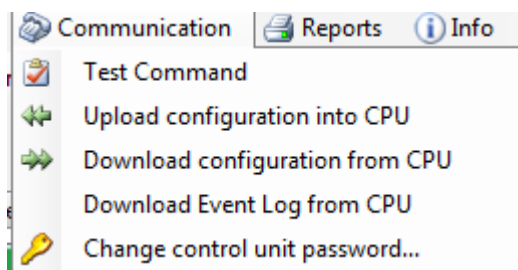 Communication Reports Info
Test Command
Upload configuration into CPU
Download configuration from CPU
Download Event Log from CPU
Change control unit password...